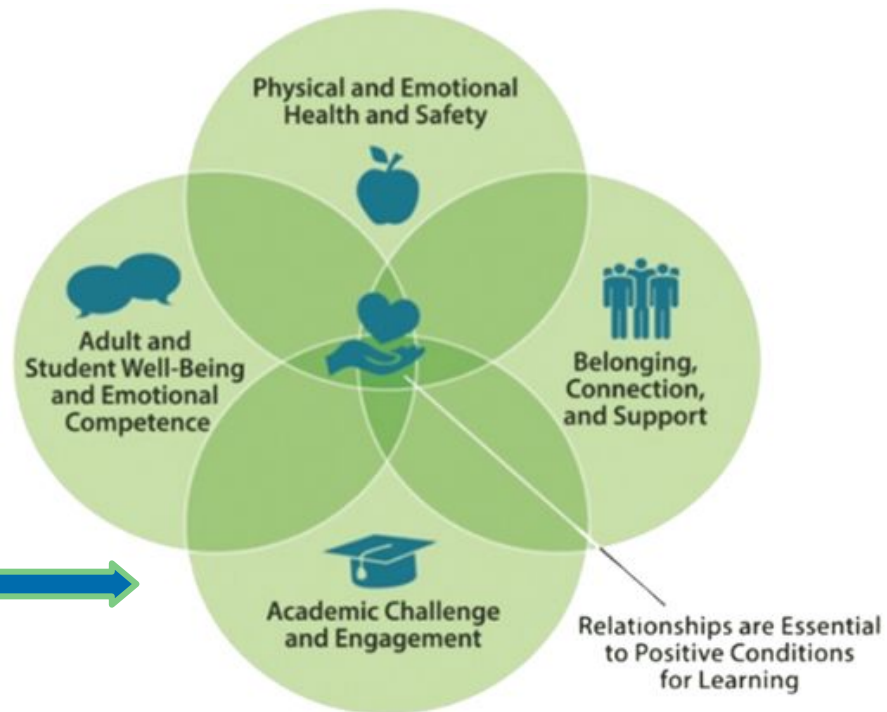 Physical and Emotional
Health and Safety
Adult and
Student Well-Being
and Emotional
Competence
Belonging,
Connection,
and Support
Academic Challenge
and Engagement
Relationships are Essential
to Positive Conditions
for Learning